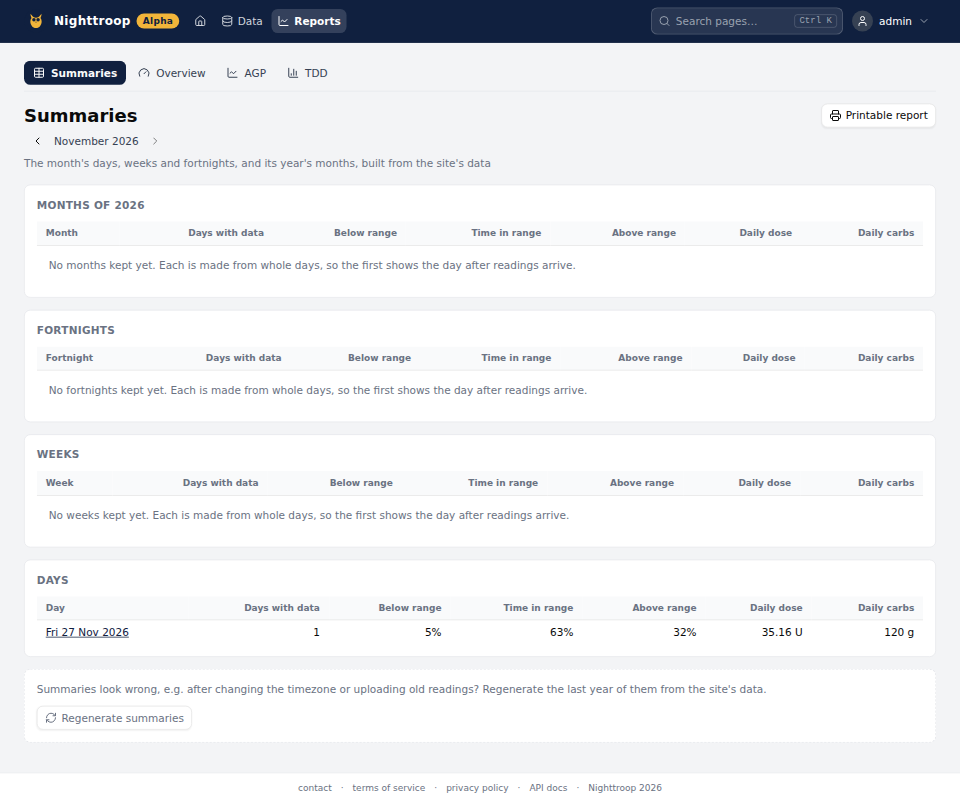 Nighttroop Alpha Data Reports Search pages... Ctrl K admin
Summaries Overview AGP TDD
Summaries
Printable report
November 2026
The month's days, weeks and fortnights, and its year's months, built from the site's data
MONTHS OF 2026
Month Days with data Below range Time in range Above range Daily dose Daily carbs
No months kept yet. Each is made from whole days, so the first shows the day after readings arrive.
FORTNIGHTS
Fortnight Days with data Below range Time in range Above range Daily dose Daily carbs
No fortnights kept yet. Each is made from whole days, so the first shows the day after readings arrive.
WEEKS
Week Days with data Below range Time in range Above range Daily dose Daily carbs
No weeks kept yet. Each is made from whole days, so the first shows the day after readings arrive.
DAYS
Day Days with data Below range Time in range Above range Daily dose Daily carbs
Fri 27 Nov 2026 1 5% 63% 32% 35.16 U 120 g
Summaries look wrong, e.g. after changing the timezone or uploading old readings? Regenerate the last year of them from the site's data.
Regenerate summaries
contact · terms of service · privacy policy · API docs · Nighttroop 2026